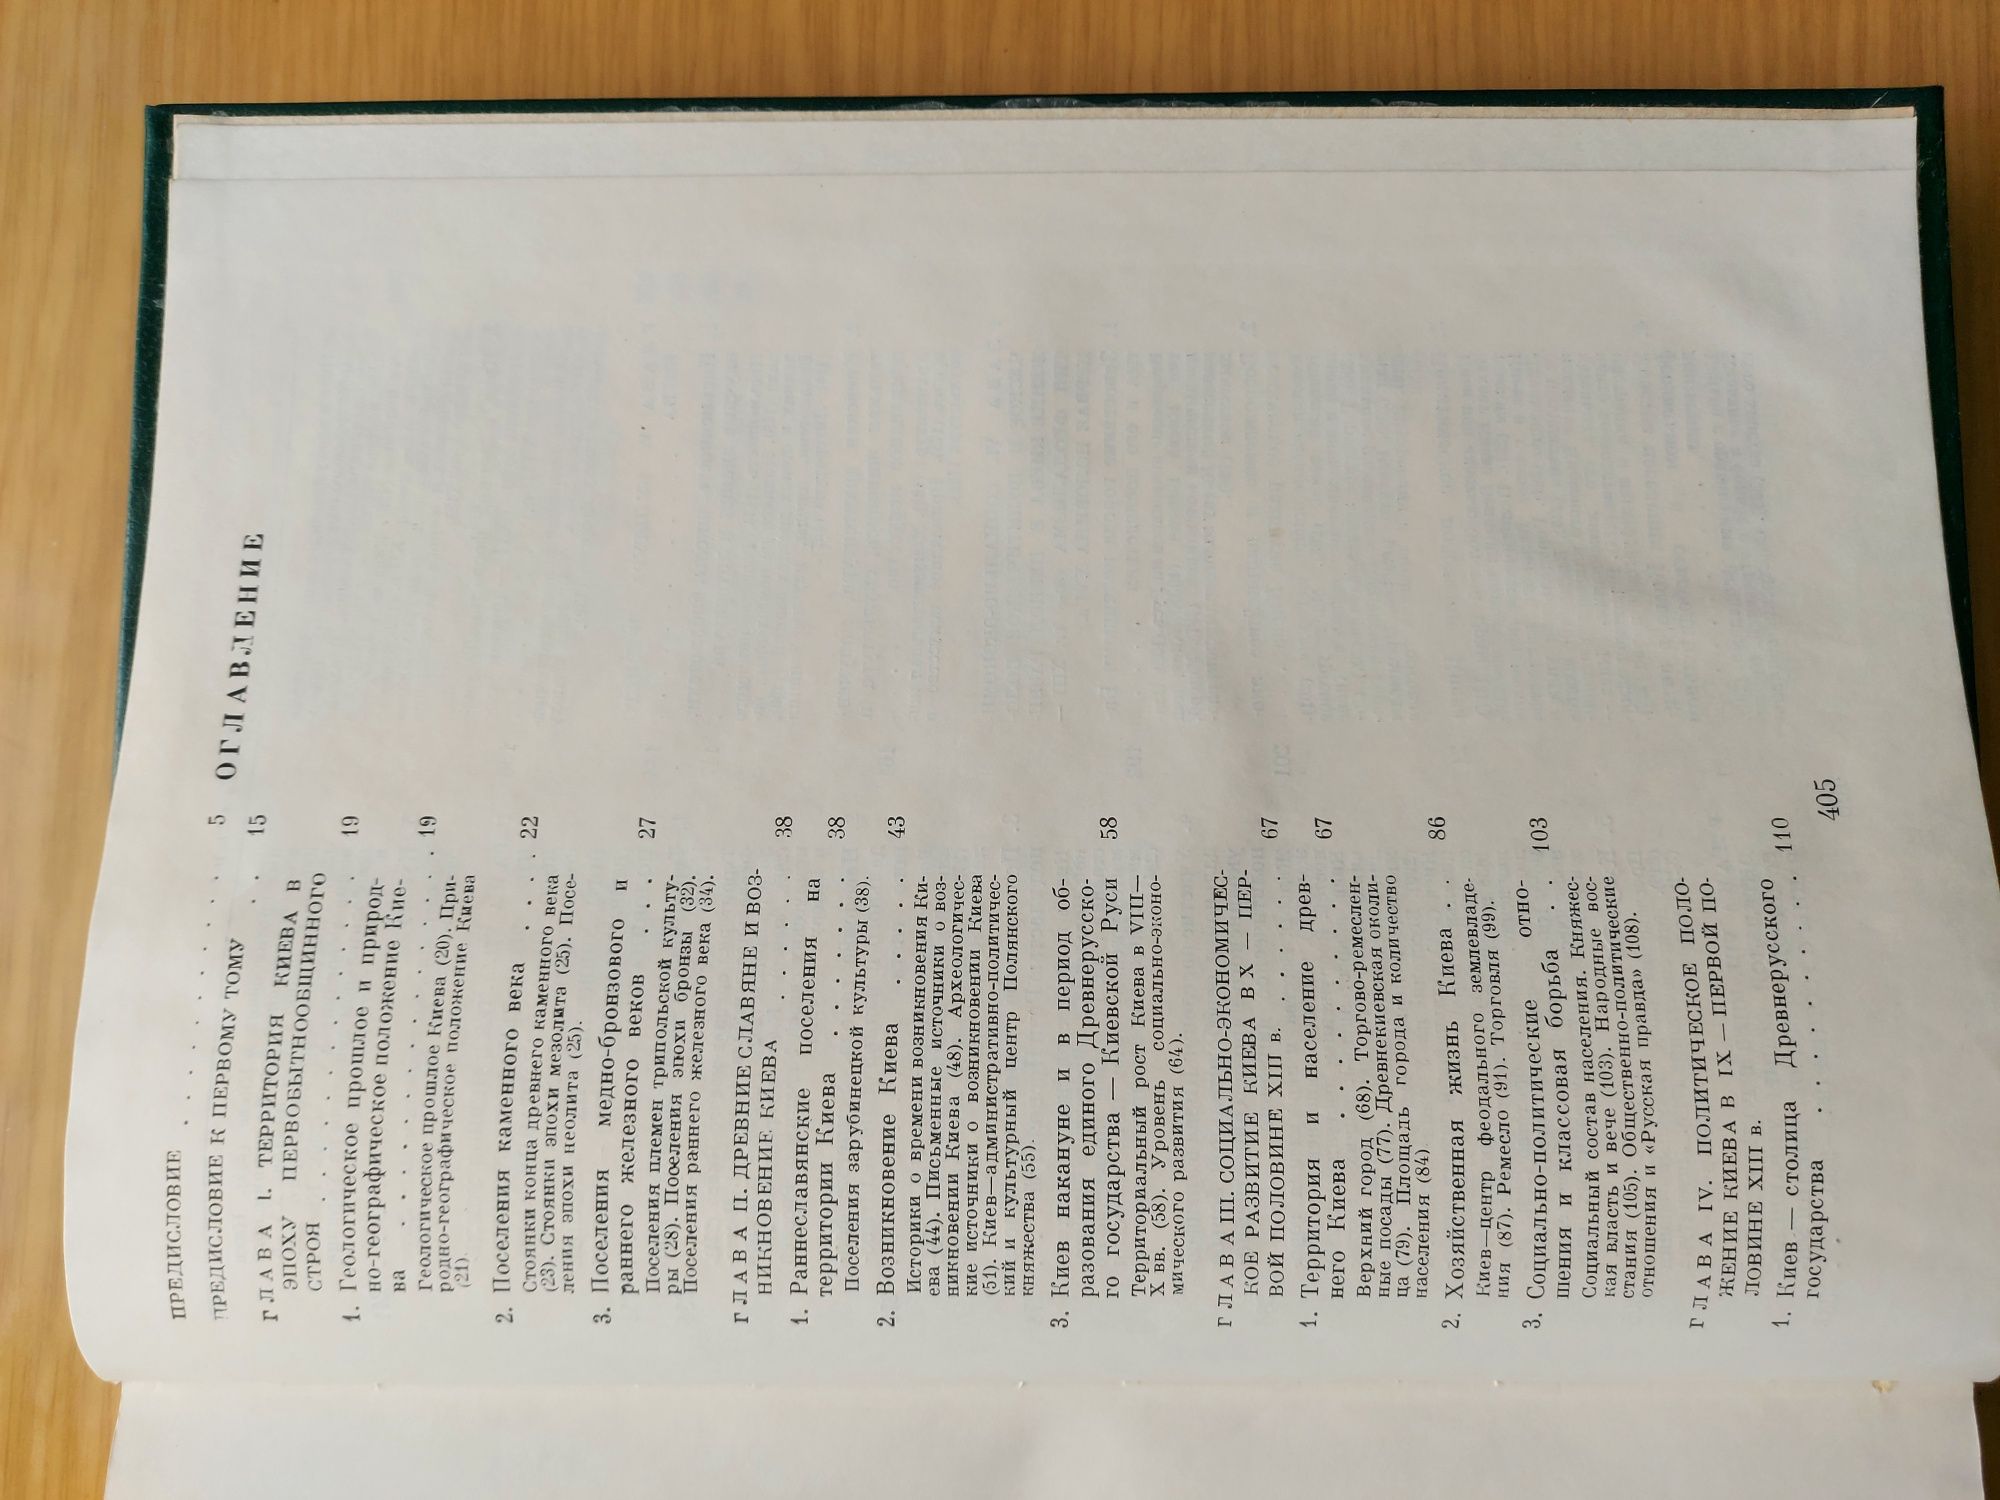 ОГЛАВЛЕНИЕ
ПРЕДИСЛОВИЕ . . . . . . . 5
ПРЕДИСЛОВИЕ К ПЕРВОМУ ТОМУ . . 15
ГЛАВА I. ТЕРРИТОРИЯ КИЕВА В
ЭПОХУ ПЕРВОБЫТНООБЩИННОГО
СТРОЯ . . . . . . . . 19
1. Геологическое прошлое и природ-
но-географическое положение Кие-
ва . . . . . . . . . 19
Геологическое прошлое Киева (20). При-
родно-географическое положение Киева
(21).
2. Поселения каменного века . . . 22
Стоянки конца древнего каменного века
(23). Стоянки эпохи мезолита (25). Посе-
ления эпохи неолита (25).
3. Поселения медно-бронзового и
раннего железного веков . . . 27
Поселения племен трипольской культу-
ры (28). Поселения эпохи бронзы (32).
Поселения раннего железного века (34).
ГЛАВА II. ДРЕВНИЕ СЛАВЯНЕ И ВОЗ-
НИКНОВЕНИЕ КИЕВА . . . . . 38
1. Раннеславянские поселения на
территории Киева . . . . . 38
Поселения зарубинецкой культуры (38).
2. Возникновение Киева . . . . 43
Историки о времени возникновения Ки-
ева (44). Письменные источники о воз-
никновении Киева (48). Археологичес-
кие источники о возникновении Киева
(51). Киев—административно-политичес-
кий и культурный центр Полянского
княжества (55).
3. Киев накануне и в период об-
разования единого Древнерусско-
го государства — Киевской Руси 58
Территориальный рост Киева в VIII—
X вв. (58). Уровень социально-эконо-
мического развития (64).
ГЛАВА III. СОЦИАЛЬНО-ЭКОНОМИЧЕС-
КОЕ РАЗВИТИЕ КИЕВА В X — ПЕР-
ВОЙ ПОЛОВИНЕ XIII в. . . . . . 67
1. Территория и население древ-
него Киева . . . . . . . 67
Верхний город (68). Торгово-ремеслен-
ные посады (77). Древнекиевская околи-
ца (79). Площадь города и количество
населения (84)
2. Хозяйственная жизнь Киева . . 86
Киев—центр феодального землевладе-
ния (87). Ремесло (91). Торговля (99).
3. Социально-политические отно-
шения и классовая борьба . . 103
Социальный состав населения. Княжес-
кая власть и вече (103). Народные вос-
стания (105). Общественно-политические
отношения и «Русская правда» (108).
ГЛАВА IV. ПОЛИТИЧЕСКОЕ ПОЛО-
ЖЕНИЕ КИЕВА В IX — ПЕРВОЙ ПО-
ЛОВИНЕ XIII в.
1. Киев — столица Древнерусского
государства . . . . . . . 110
405